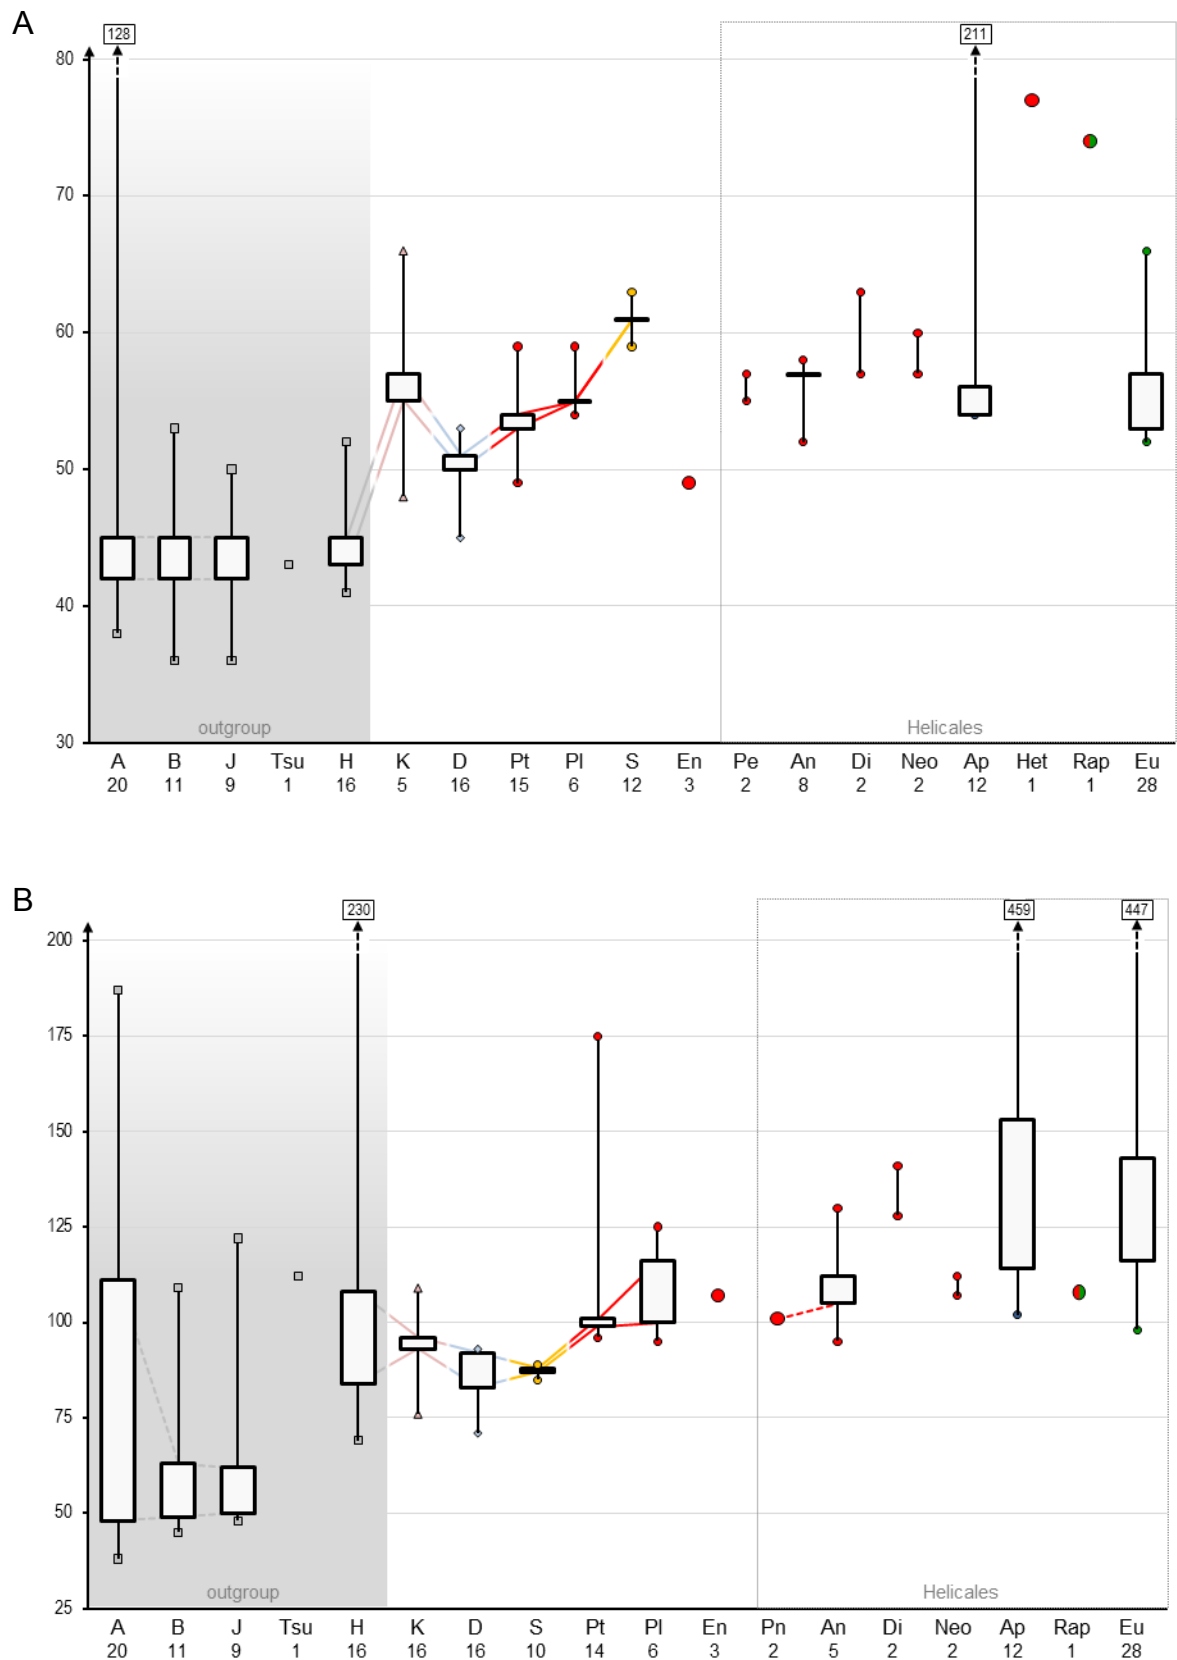 A
128
211
80
70
60
50
40
30
outgroup
Helicales
A B J Tsu H K D Pt Pl S En Pe An Di Neo Ap Het Rap Eu
20 11 9 1 16 5 16 15 6 12 3 2 8 2 2 12 1 1 28
B
230
459
447
200
175
150
125
100
75
50
25
outgroup
Helicales
A B J Tsu H K D S Pt Pl En Pn An Di Neo Ap Rap Eu
20 11 9 1 16 16 16 10 14 6 3 2 5 2 2 12 1 28